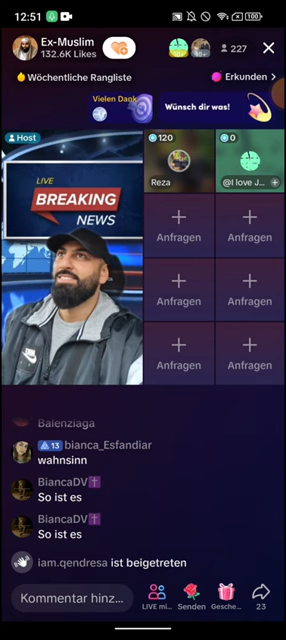 12:51
100
Ex-Muslim
132.6K Likes
227
Wöchentliche Rangliste
Erkunden >
Vielen Dank
Wünsch dir was!
Host
LIVE
BREAKING
NEWS
120
Reza
0
@I love J...
Anfragen
Anfragen
Anfragen
Anfragen
Anfragen
Anfragen
Balenziaga
13 bianca_Esfandiar
wahnsinn
BiancaDV
So ist es
BiancaDV
So ist es
iam.qendresa ist beigetreten
Kommentar hinz...
LIVE mi...
Senden
Gesche...
23